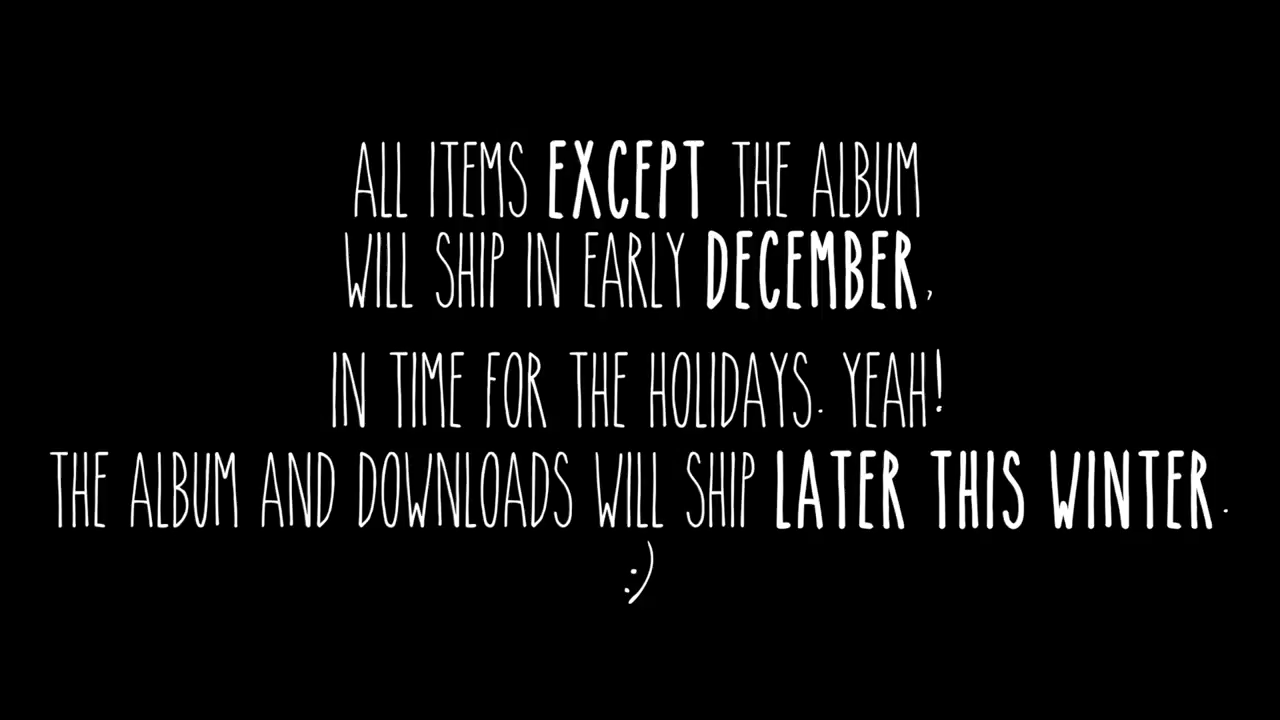 ALL ITEMS EXCEPT THE ALBUM
WILL SHIP IN EARLY DECEMBER,
IN TIME FOR THE HOLIDAYS. YEAH!
THE ALBUM AND DOWNLOADS WILL SHIP LATER THIS WINTER.
:)